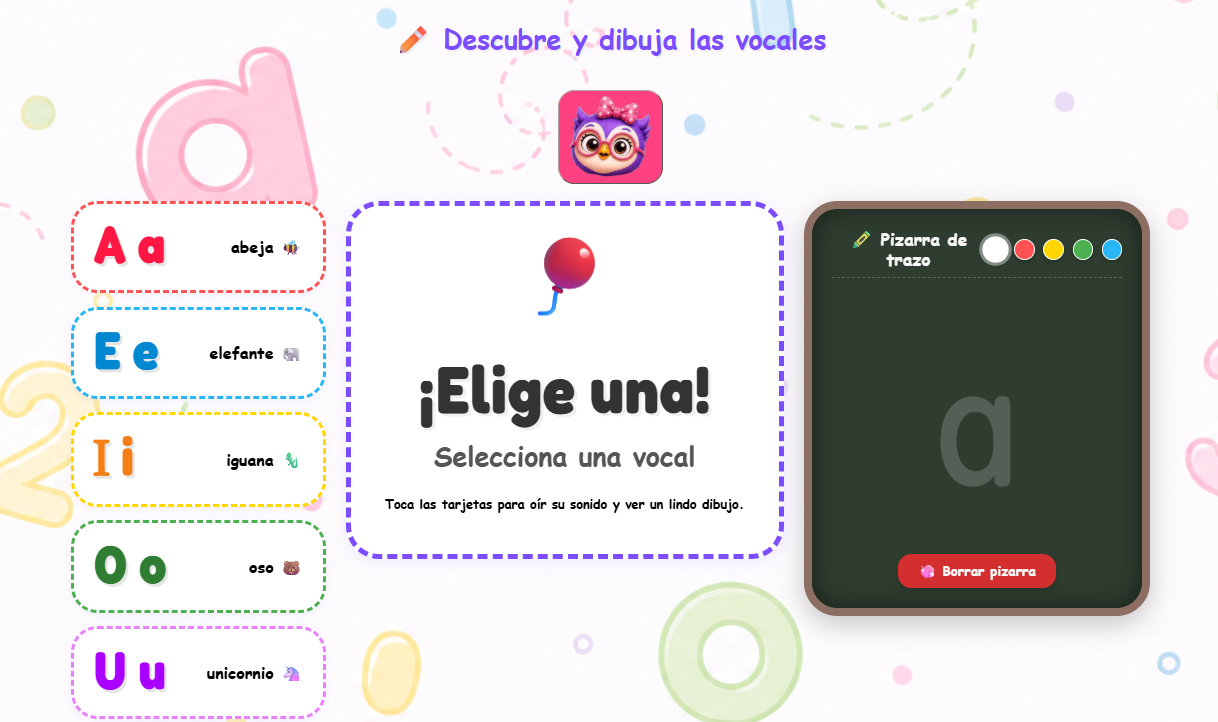 Descubre y dibuja las vocales
A a abeja
E e elefante
I i iguana
O o oso
U u unicornio
¡Elige una!
Selecciona una vocal
Toca las tarjetas para oír su sonido y ver un lindo dibujo.
Pizarra de
trazo
a
Borrar pizarra